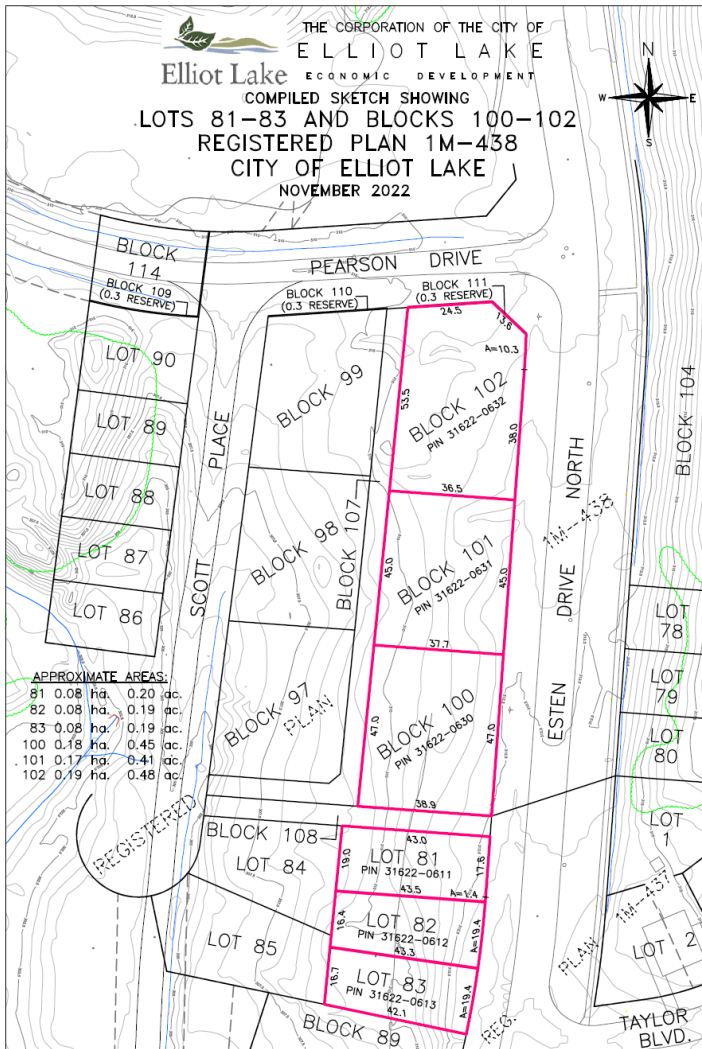 THE CORPORATION OF THE CITY OF
ELLIOT LAKE
ECONOMIC DEVELOPMENT
Elliot Lake
COMPILED SKETCH SHOWING
LOTS 81-83 AND BLOCKS 100-102
REGISTERED PLAN 1M-438
CITY OF ELLIOT LAKE
NOVEMBER 2022
N
W
E
S
BLOCK
114
BLOCK 109
(0.3 RESERVE)
PEARSON DRIVE
BLOCK 110
(0.3 RESERVE)
BLOCK 111
(0.3 RESERVE)
24.5
13.6
A=10.3
LOT 90
LOT 89
LOT 88
LOT 87
LOT 86
SCOTT PLACE
BLOCK 99
BLOCK 98
BLOCK 97
BLOCK 107
BLOCK 102
PIN 31622-0632
53.5
38.0
36.5
BLOCK 101
PIN 31622-0631
45.0
45.0
37.7
BLOCK 100
PIN 31622-0630
47.0
47.0
38.9
ESTEN DRIVE NORTH
1M-438
BLOCK 104
LOT
78
LOT
79
LOT
80
LOT
1
1M-437
LOT 2
PLAN
REG.
TAYLOR
BLVD.
APPROXIMATE AREAS:
81 0.08 ha. 0.20 ac.
82 0.08 ha. 0.19 ac.
83 0.08 ha. 0.19 ac.
100 0.18 ha. 0.45 ac.
101 0.17 ha. 0.41 ac.
102 0.19 ha. 0.48 ac.
PLAN
REGISTERED
BLOCK 108
LOT 84
LOT 85
43.0
19.0
LOT 81
PIN 31622-0611
17.6
43.5
A=1.4
16.4
LOT 82
PIN 31622-0612
A=19.4
43.3
16.7
LOT 83
PIN 31622-0613
A=19.4
42.1
BLOCK 89